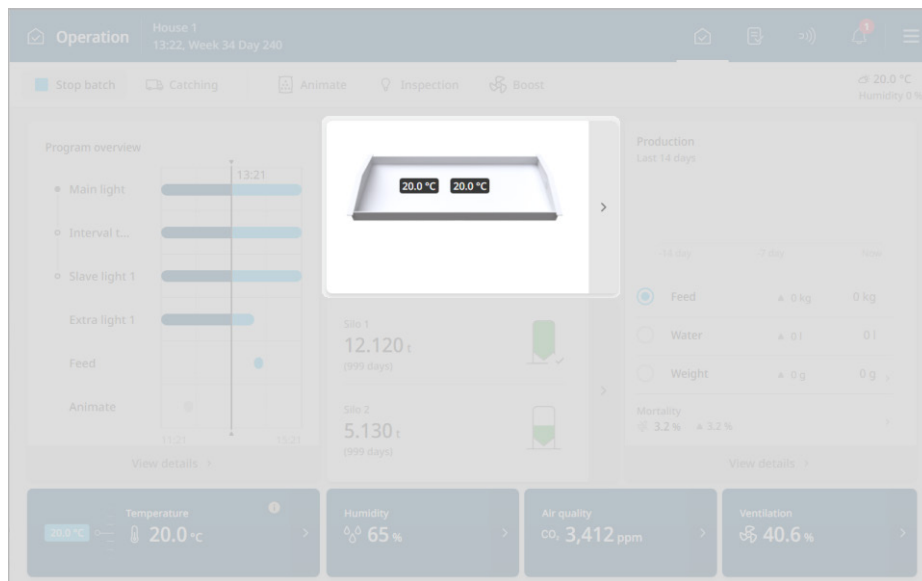 Operation
House 1
13:22, Week 34 Day 240
1
Stop batch
Catching
Animate
Inspection
Boost
20.0 °C
Humidity 0 %
Program overview
13:21
Main light
Interval t...
Slave light 1
Extra light 1
Feed
Animate
11:21
15:21
View details
20.0 °C 20.0 °C
Silo 1
12.120 t
(999 days)
Silo 2
5.130 t
(999 days)
Production
Last 14 days
-14 day -7 day Now
Feed 0 kg 0 kg
Water 0 l 0 l
Weight 0 g 0 g
Mortality
3.2 % 3.2 %
View details
Temperature
20.0 °C 20.0 °C
Humidity
65 %
Air quality
CO₂ 3,412 ppm
Ventilation
40.6 %